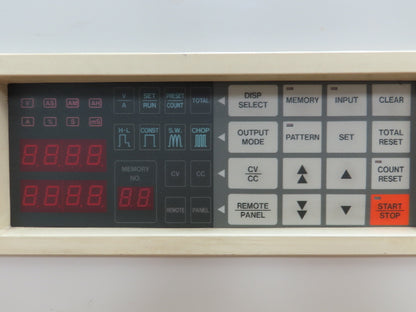 V AS AM AH
A % S mS
V A SET RUN PRESET COUNT TOTAL
H-L CONST S.W. CHOP
8.8.8.8.
8.8.8.8.
MEMORY NO. 8.8.
CV CC
REMOTE PANEL
DISP SELECT MEMORY INPUT CLEAR
OUTPUT MODE PATTERN SET TOTAL RESET
CV CC COUNT RESET
REMOTE PANEL START STOP